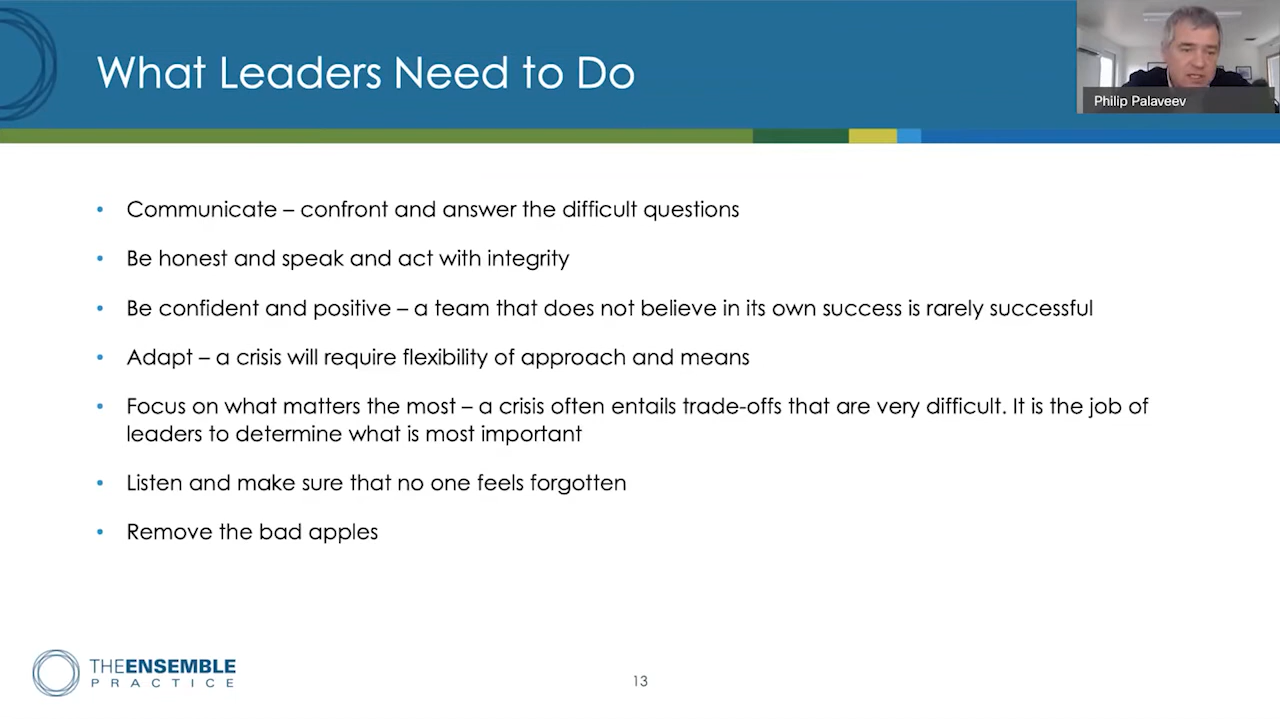 What Leaders Need to Do
Philip Palaveev
• Communicate – confront and answer the difficult questions
• Be honest and speak and act with integrity
• Be confident and positive – a team that does not believe in its own success is rarely successful
• Adapt – a crisis will require flexibility of approach and means
• Focus on what matters the most – a crisis often entails trade-offs that are very difficult. It is the job of
leaders to determine what is most important
• Listen and make sure that no one feels forgotten
• Remove the bad apples
THEENSEMBLE
PRACTICE
13